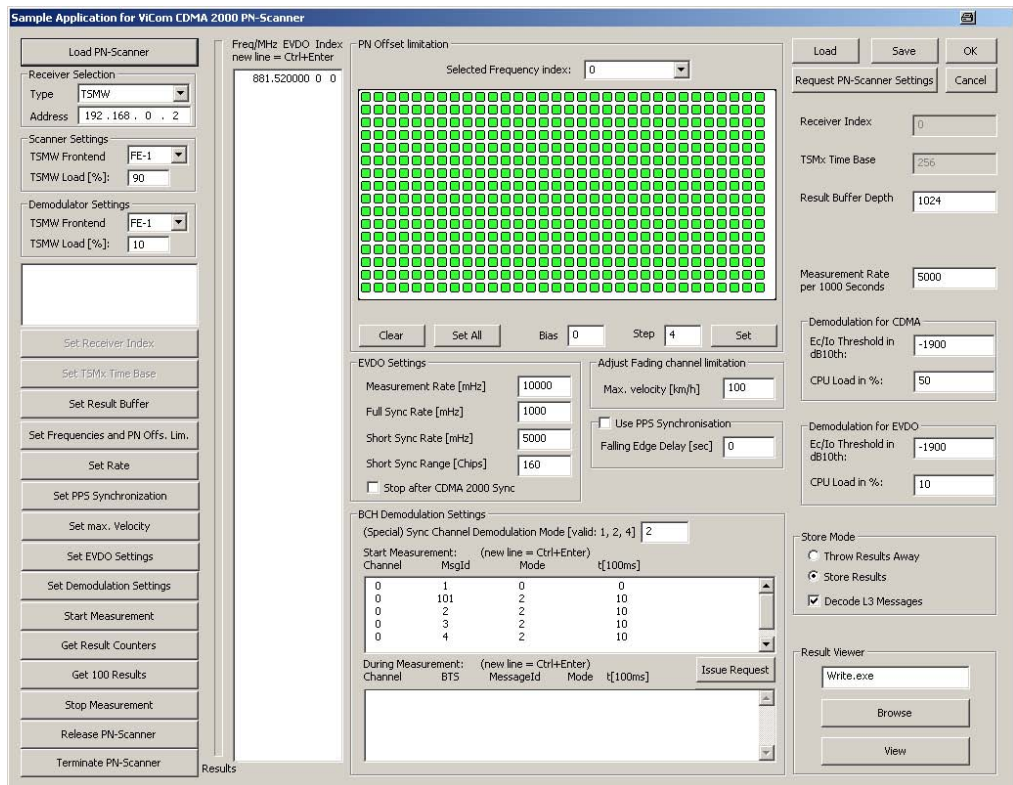 Sample Application for ViCom CDMA 2000 PN-Scanner
Load PN-Scanner
Receiver Selection
Type TSMW
Address 192 . 168 . 0 . 2
Scanner Settings
TSMW Frontend FE-1
TSMW Load [%]: 90
Demodulator Settings
TSMW Frontend FE-1
TSMW Load [%]: 10
Set Receiver Index
Set TSMx Time Base
Set Result Buffer
Set Frequencies and PN Offs. Lim.
Set Rate
Set PPS Synchronization
Set max. Velocity
Set EVDO Settings
Set Demodulation Settings
Start Measurement
Get Result Counters
Get 100 Results
Stop Measurement
Release PN-Scanner
Terminate PN-Scanner
Results
Freq/MHz EVDO Index
new line = Ctrl+Enter
881.520000 0 0
PN Offset limitation
Selected Frequency index: 0
Clear Set All Bias 0 Step 4 Set
EVDO Settings
Measurement Rate [mHz] 10000
Full Sync Rate [mHz] 1000
Short Sync Rate [mHz] 5000
Short Sync Range [Chips] 160
Stop after CDMA 2000 Sync
Adjust Fading channel limitation
Max. velocity [km/h] 100
Use PPS Synchronisation
Falling Edge Delay [sec] 0
BCH Demodulation Settings
(Special) Sync Channel Demodulation Mode [valid: 1, 2, 4] 2
Start Measurement: (new line = Ctrl+Enter)
Channel MsgId Mode t[100ms]
0 1 0 0
0 101 2 10
0 2 2 10
0 3 2 10
0 4 2 10
During Measurement: (new line = Ctrl+Enter)
Channel BTS MessageId Mode t[100ms]
Issue Request
Load Save OK
Request PN-Scanner Settings Cancel
Receiver Index 0
TSMx Time Base 256
Result Buffer Depth 1024
Measurement Rate
per 1000 Seconds 5000
Demodulation for CDMA
Ec/Io Threshold in
dB10th: -1900
CPU Load in %: 50
Demodulation for EVDO
Ec/Io Threshold in
dB10th: -1900
CPU Load in %: 10
Store Mode
Throw Results Away
Store Results
Decode L3 Messages
Result Viewer
Write.exe
Browse
View